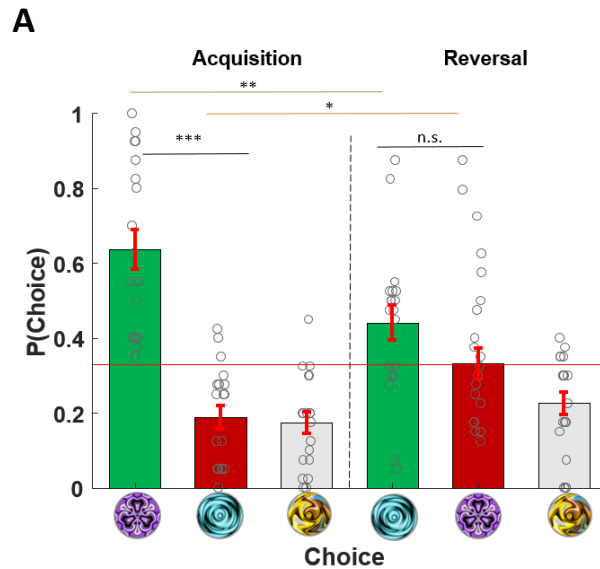 A
Acquisition
Reversal
**
*
***
n.s.
1
0.8
0.6
0.4
0.2
0
P(Choice)
Choice